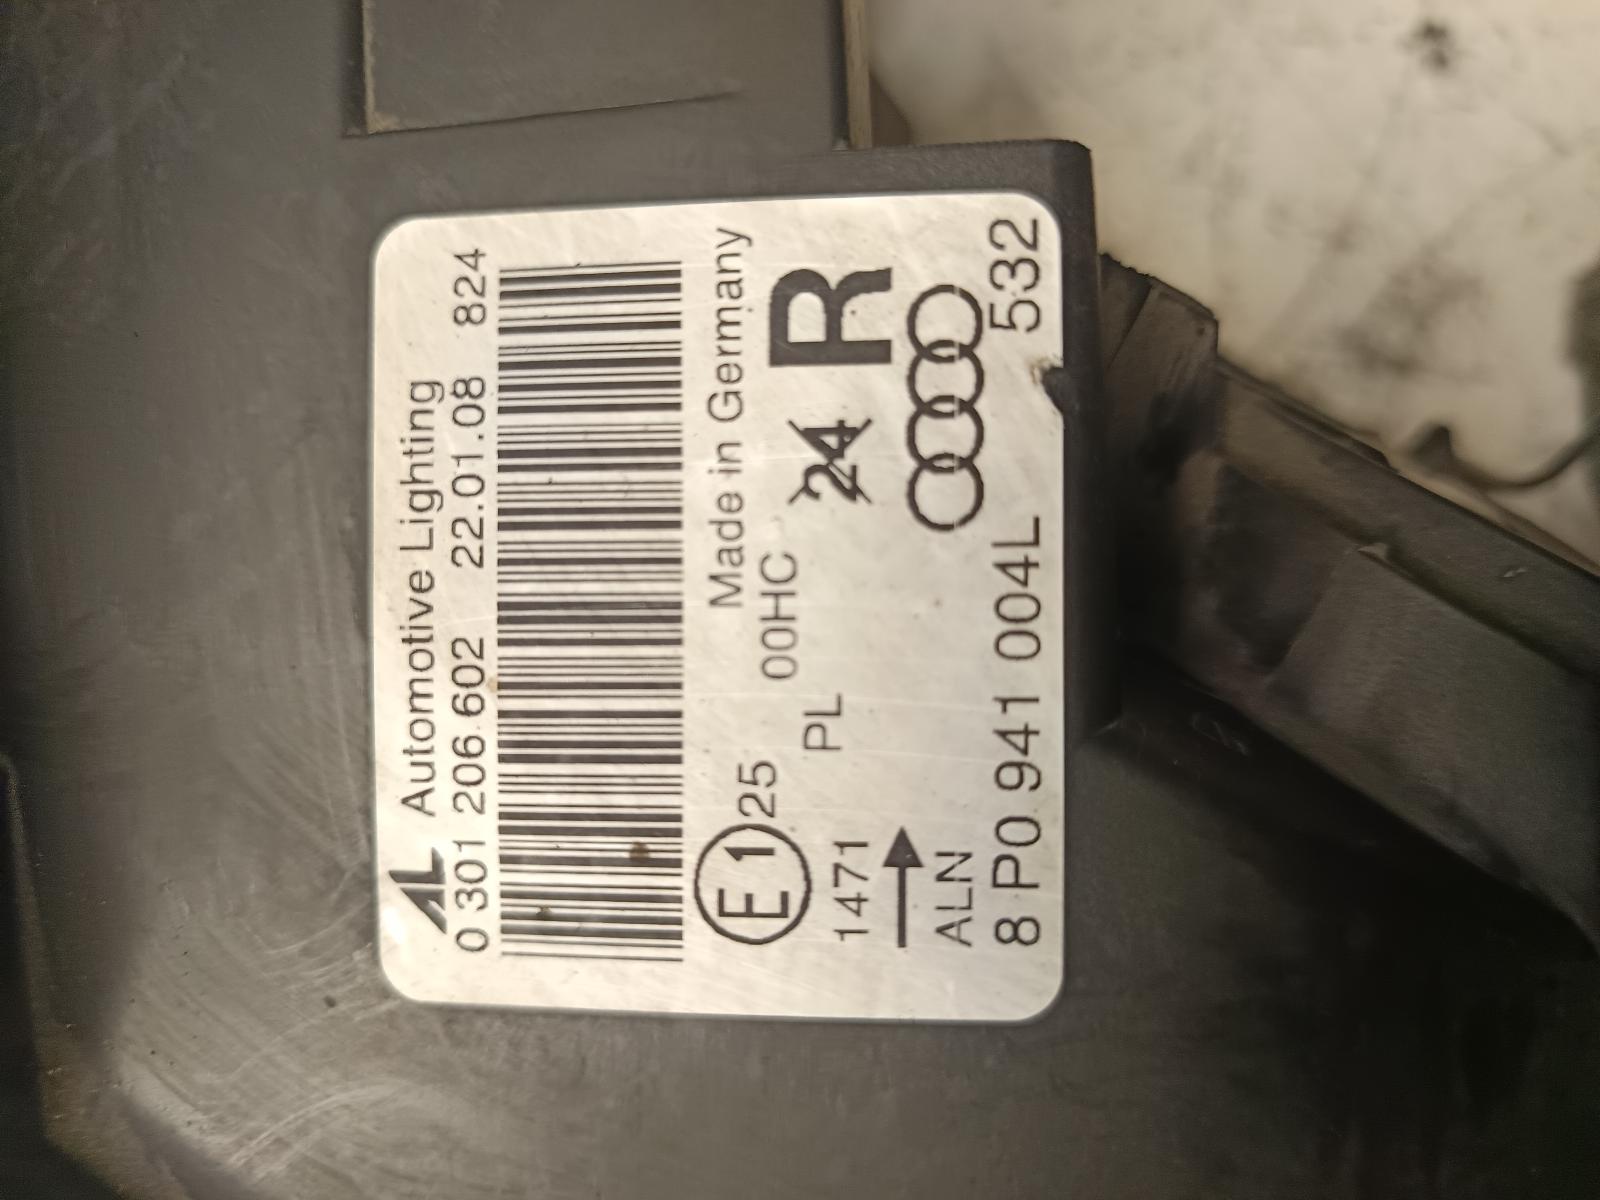 AL Automotive Lighting
0 301 206 602 22.01.08 824
Made in Germany
E1 25 00HC 24 R
1471 PL
ALN
8 P0 941 004L 532